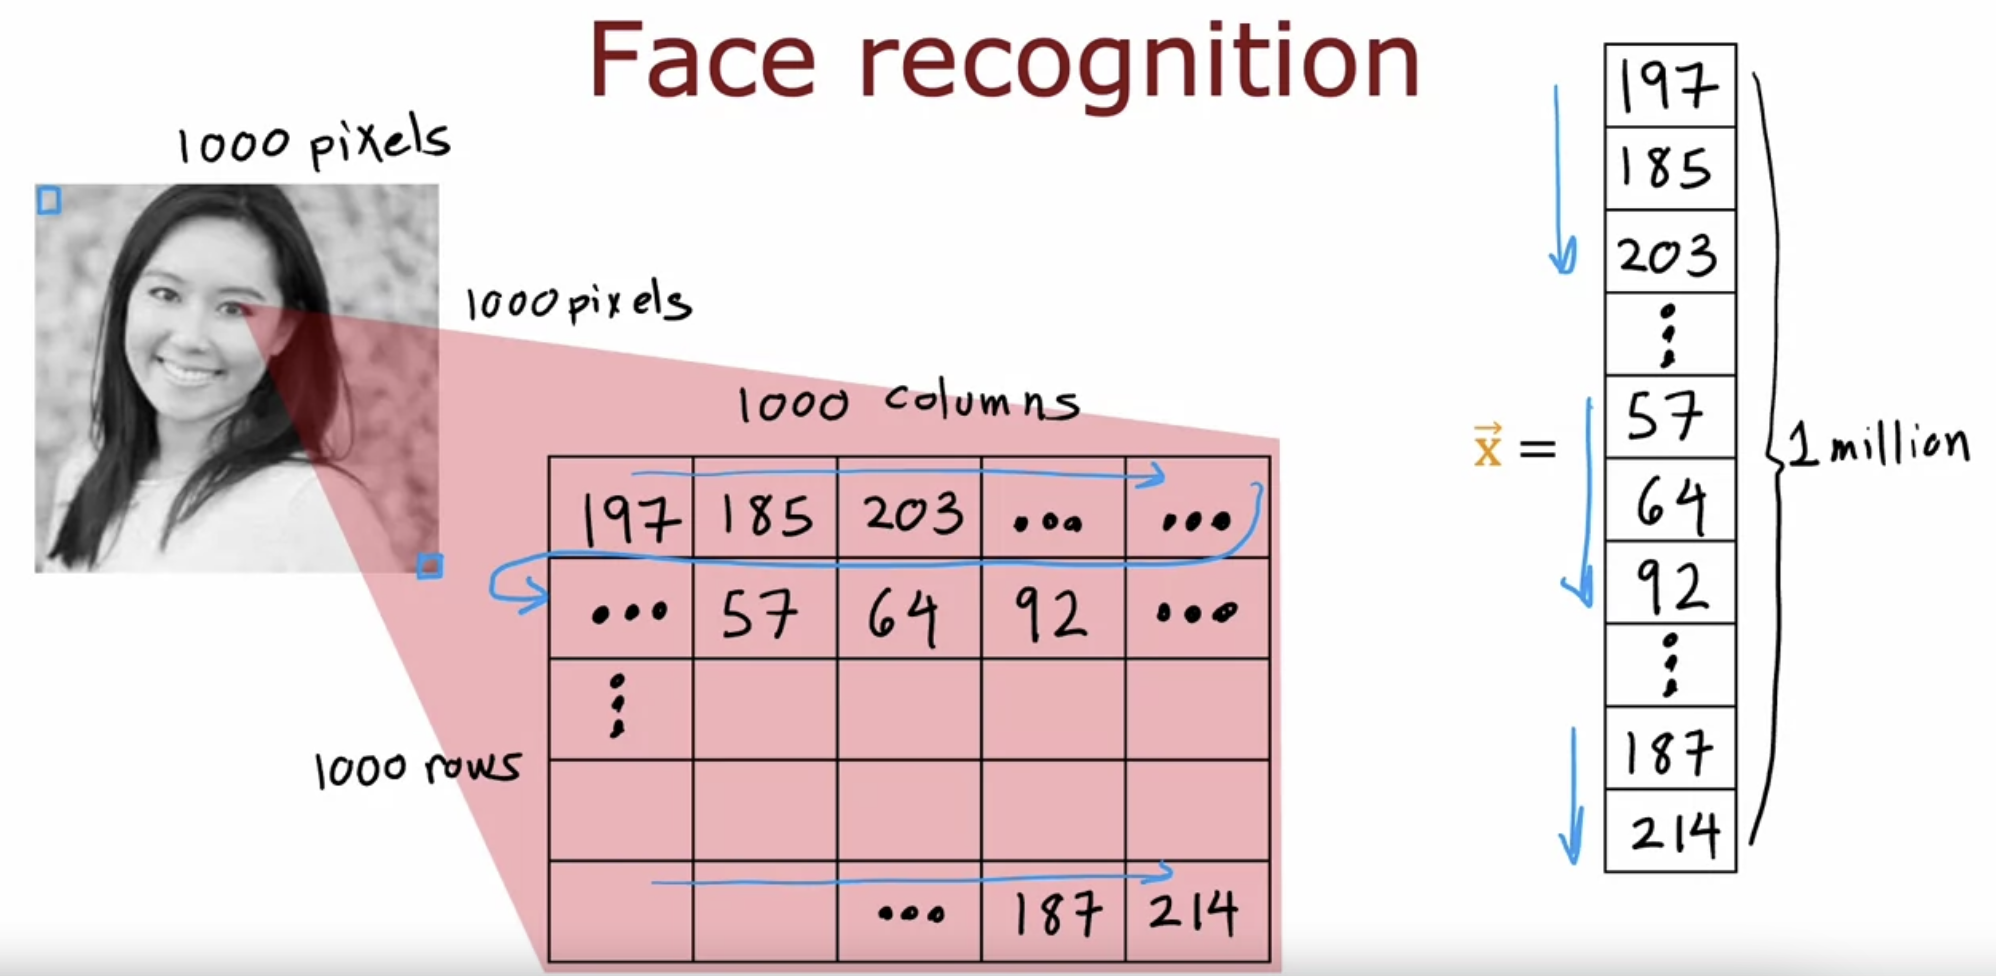 Face recognition
1000 pixels
1000 pixels
1000 columns
1000 rows
197 185 203 ... ...
... 57 64 92 ...
⋮
... 187 214
x⃗ =
197
185
203
⋮
57
64
92
⋮
187
214
1 million